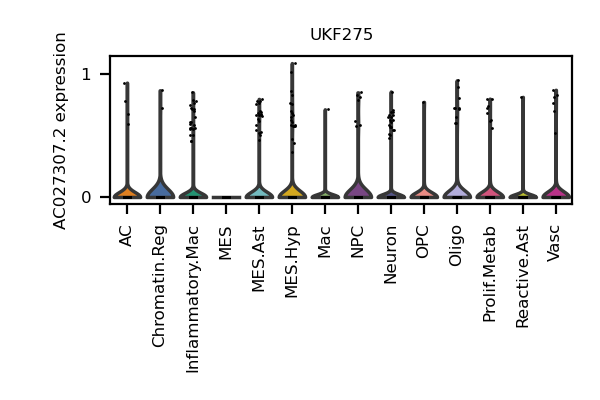 UKF275
AC027307.2 expression
1
0
AC
Chromatin.Reg
Inflammatory.Mac
MES
MES.Ast
MES.Hyp
Mac
NPC
Neuron
OPC
Oligo
Prolif.Metab
Reactive.Ast
Vasc